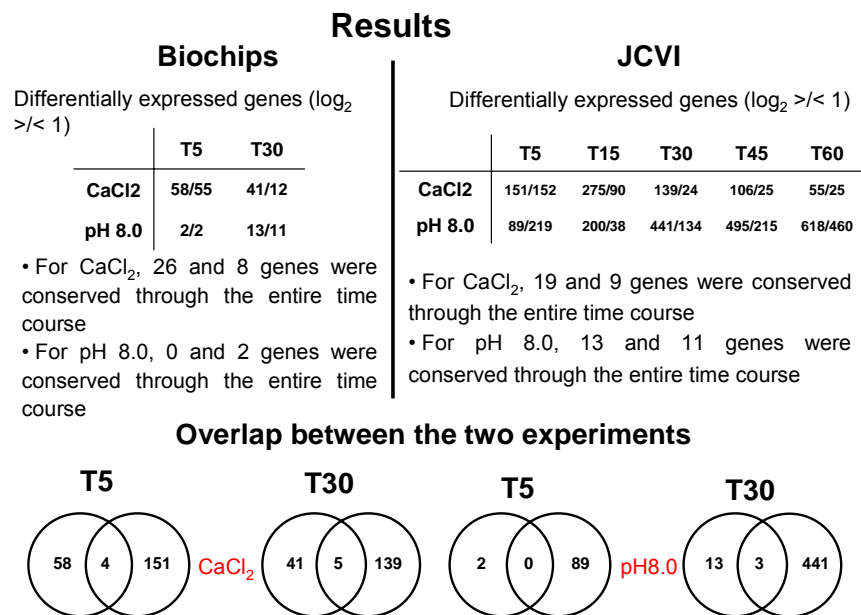 Results
Biochips
Differentially expressed genes (log2
>/< 1)
T5 T30
CaCl2 58/55 41/12
pH 8.0 2/2 13/11
• For CaCl2, 26 and 8 genes were
conserved through the entire time
course
• For pH 8.0, 0 and 2 genes were
conserved through the entire time
course
JCVI
Differentially expressed genes (log2 >/< 1)
T5 T15 T30 T45 T60
CaCl2 151/152 275/90 139/24 106/25 55/25
pH 8.0 89/219 200/38 441/134 495/215 618/460
• For CaCl2, 19 and 9 genes were conserved
through the entire time course
• For pH 8.0, 13 and 11 genes were
conserved through the entire time course
Overlap between the two experiments
T5 T30 T5 T30
58 4 151 CaCl2 41 5 139 2 0 89 pH8.0 13 3 441